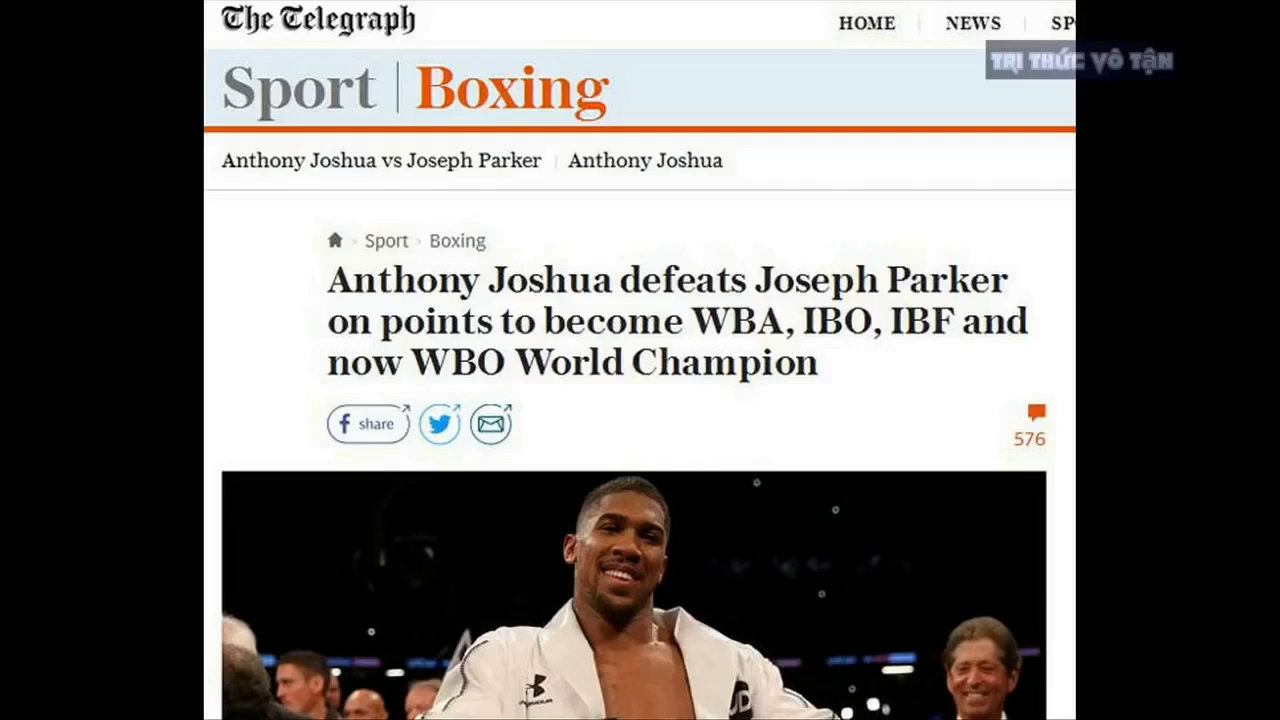 The Telegraph
HOME NEWS SP
TRI THỨC VÔ TẬN
Sport Boxing
Anthony Joshua vs Joseph Parker Anthony Joshua
Sport Boxing
Anthony Joshua defeats Joseph Parker
on points to become WBA, IBO, IBF and
now WBO World Champion
share
576